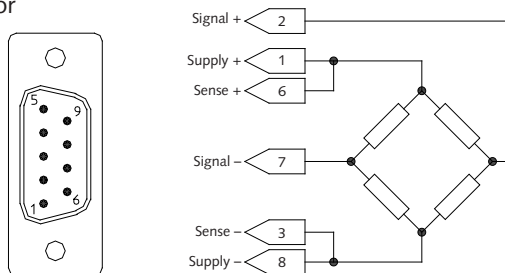 or
5
9
1
6
Signal + 2
Supply + 1
Sense + 6
Signal – 7
Sense – 3
Supply – 8